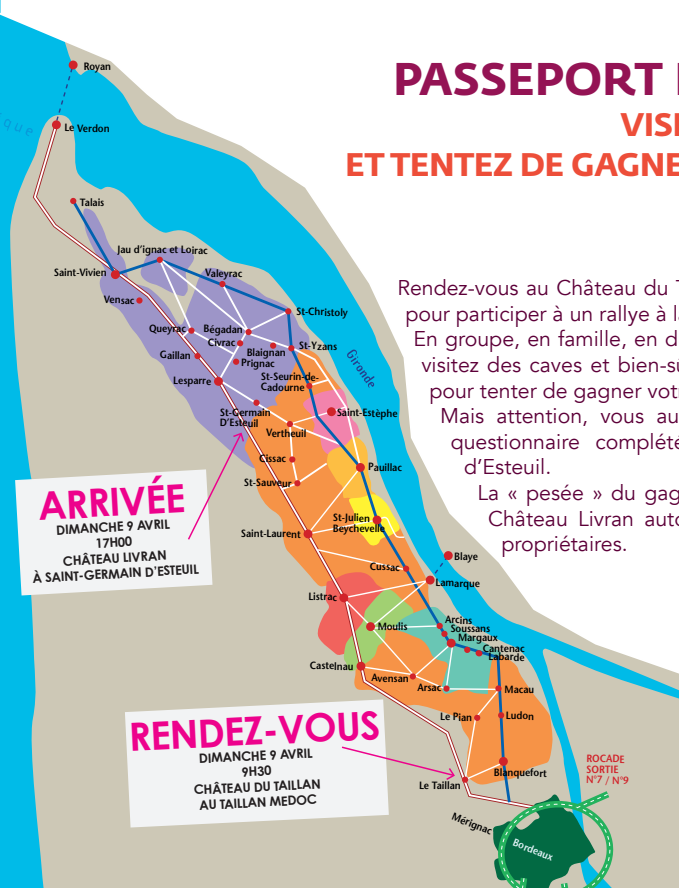 PASSEPORT
VISI
ET TENTEZ DE GAGNE
Rendez-vous au Château du T
pour participer à un rallye à la
En groupe, en famille, en d
visitez des caves et bien-sû
pour tenter de gagner votr
Mais attention, vous au
questionnaire complété
d'Esteuil.
La « pesée » du gag
Château Livran auto
propriétaires.
que
Royan
Le Verdon
Talais
Jau d'ignac et Loirac
Saint-Vivien
Valeyrac
Vensac
St-Christoly
Queyrac
Bégadan
Civrac
St-Yzans
Gaillan
Blaignan
Prignac
Gironde
Lesparre
St-Seurin-de-
Cadourne
St-Germain
D'Esteuil
Saint-Estèphe
Vertheuil
Cissac
Pauillac
St-Sauveur
St-Julien
Beychevelle
Saint-Laurent
Blaye
Cussac
Lamarque
Listrac
Moulis
Arcins
Soussans
Margaux
Cantenac
Labarde
Castelnau
Avensan
Arsac
Macau
Le Pian
Ludon
Blanquefort
Le Taillan
Mérignac
Bordeaux
ROCADE
SORTIE
N°7 / N°9
ARRIVÉE
DIMANCHE 9 AVRIL
17H00
CHÂTEAU LIVRAN
À SAINT-GERMAIN D'ESTEUIL
RENDEZ-VOUS
DIMANCHE 9 AVRIL
9H30
CHÂTEAU DU TAILLAN
AU TAILLAN MEDOC